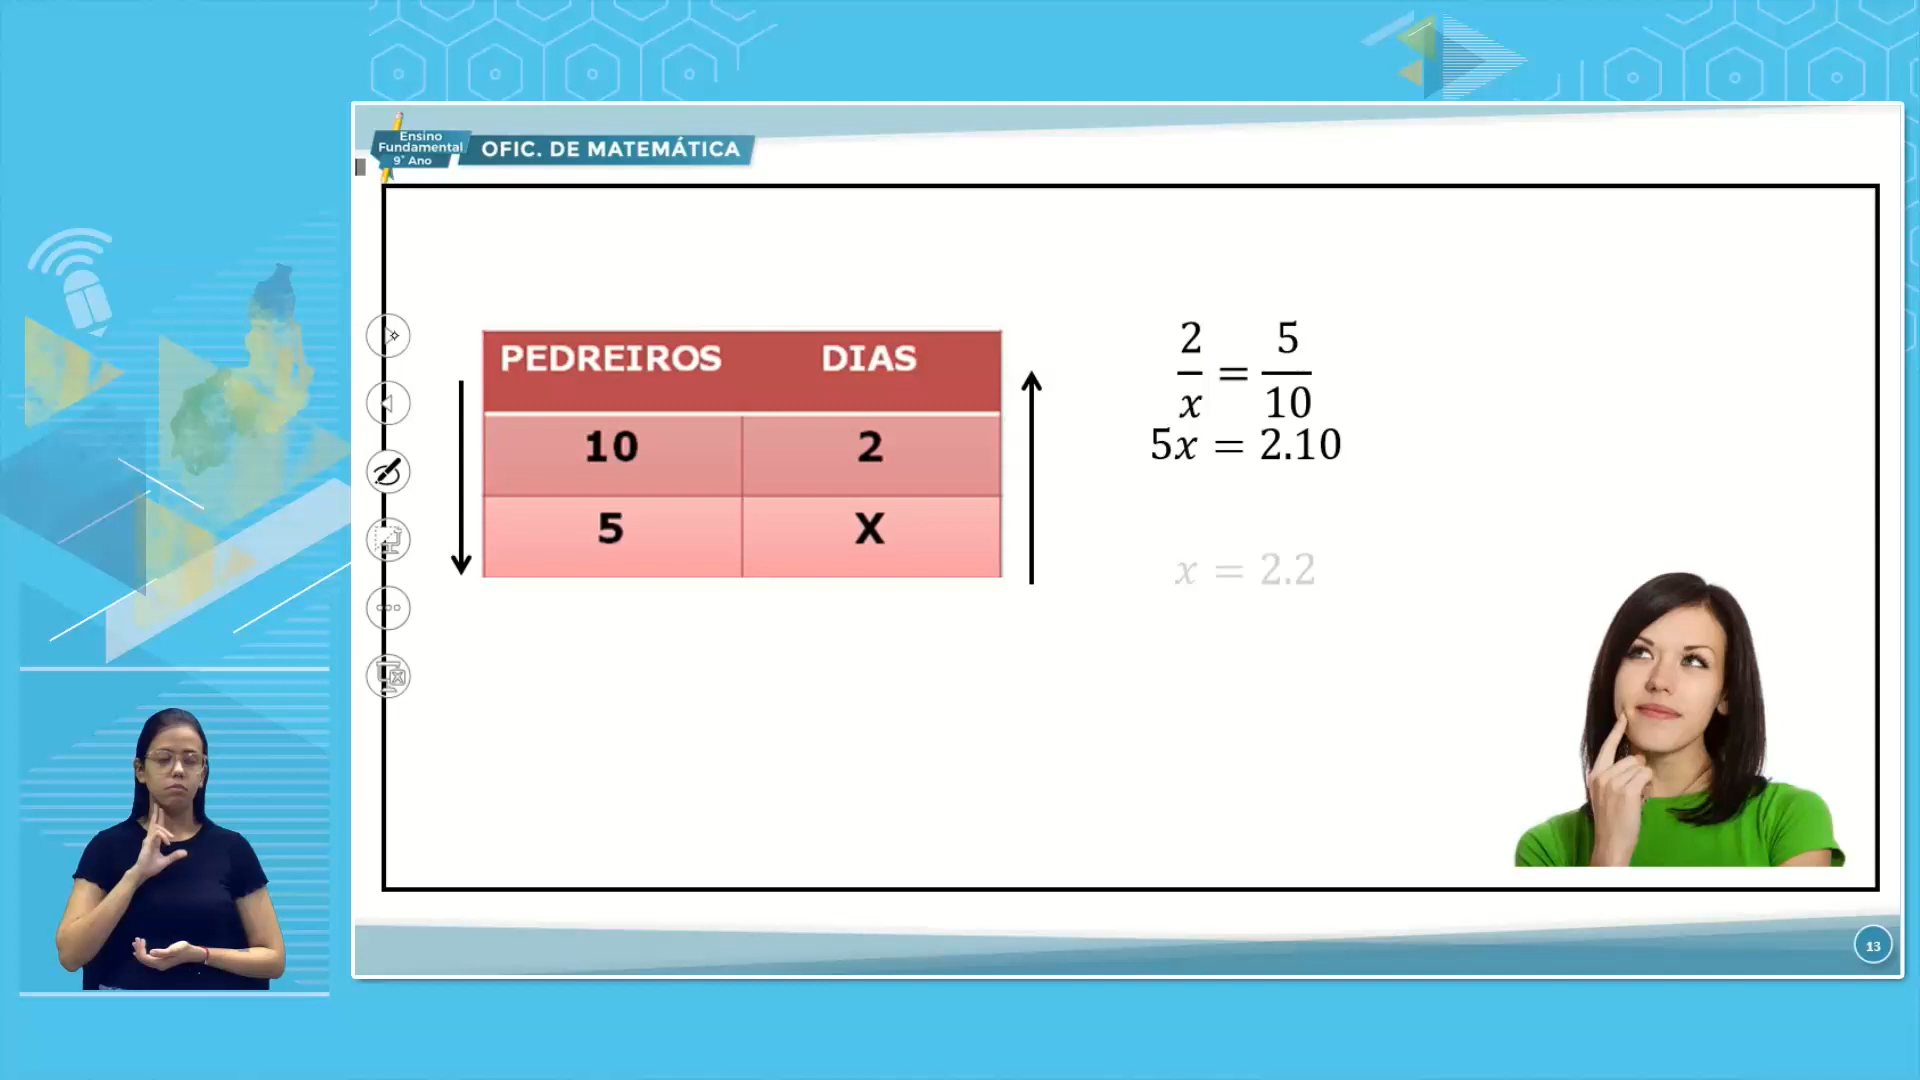 Ensino
Fundamental
9° Ano
OFIC. DE MATEMÁTICA
PEDREIROS DIAS
10 2
5 X
2/x = 5/10
5x = 2.10
x = 2.2
13